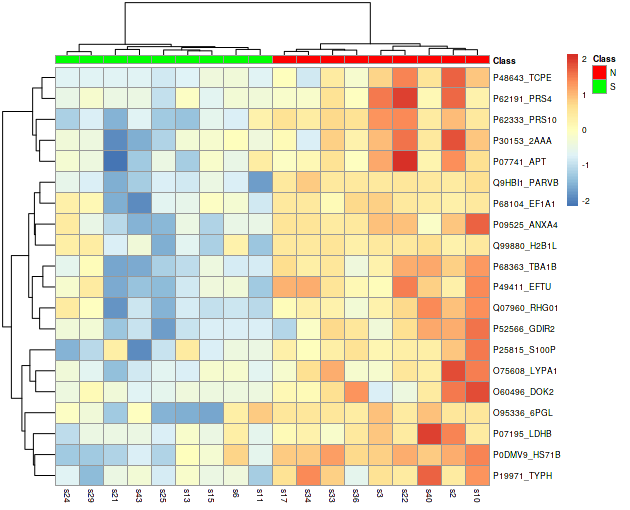 Class
P48643_TCPE
P62191_PRS4
P62333_PRS10
P30153_2AAA
P07741_APT
Q9HBI1_PARVB
P68104_EF1A1
P09525_ANXA4
Q99880_H2B1L
P68363_TBA1B
P49411_EFTU
Q07960_RHG01
P52566_GDIR2
P25815_S100P
O75608_LYPA1
O60496_DOK2
O95336_6PGL
P07195_LDHB
P0DMV9_HS71B
P19971_TYPH
s24 s29 s21 s43 s25 s13 s15 s6 s11 s17 s34 s33 s36 s3 s22 s40 s2 s10
2
1
0
-1
-2
Class
N
S